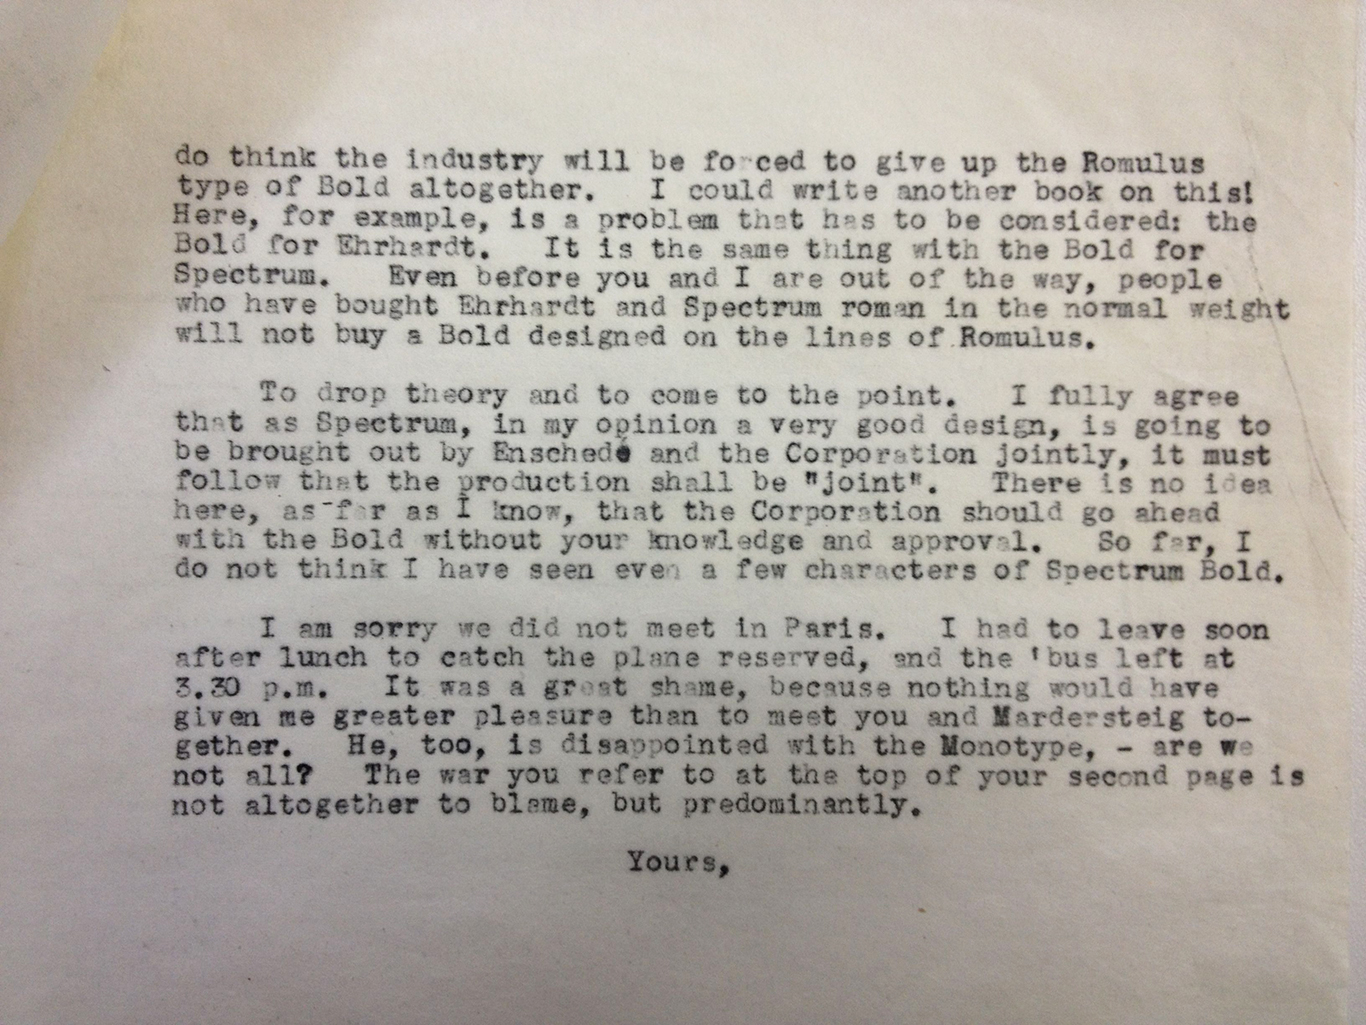 do think the industry will be forced to give up the Romulus
type of Bold altogether.   I could write another book on this!
Here, for example, is a problem that has to be considered: the
Bold for Ehrhardt.   It is the same thing with the Bold for
Spectrum.   Even before you and I are out of the way, people
who have bought Ehrhardt and Spectrum roman in the normal weight
will not buy a Bold designed on the lines of Romulus.
To drop theory and to come to the point.   I fully agree
that as Spectrum, in my opinion a very good design, is going to
be brought out by Enschedé and the Corporation jointly, it must
follow that the production shall be "joint".   There is no idea
here, as far as I know, that the Corporation should go ahead
with the Bold without your knowledge and approval.   So far, I
do not think I have seen even a few characters of Spectrum Bold.
I am sorry we did not meet in Paris.   I had to leave soon
after lunch to catch the plane reserved, and the 'bus left at
3.30 p.m.   It was a great shame, because nothing would have
given me greater pleasure than to meet you and Mardersteig to-
gether.   He, too, is disappointed with the Monotype, - are we
not all?   The war you refer to at the top of your second page is
not altogether to blame, but predominantly.
Yours,